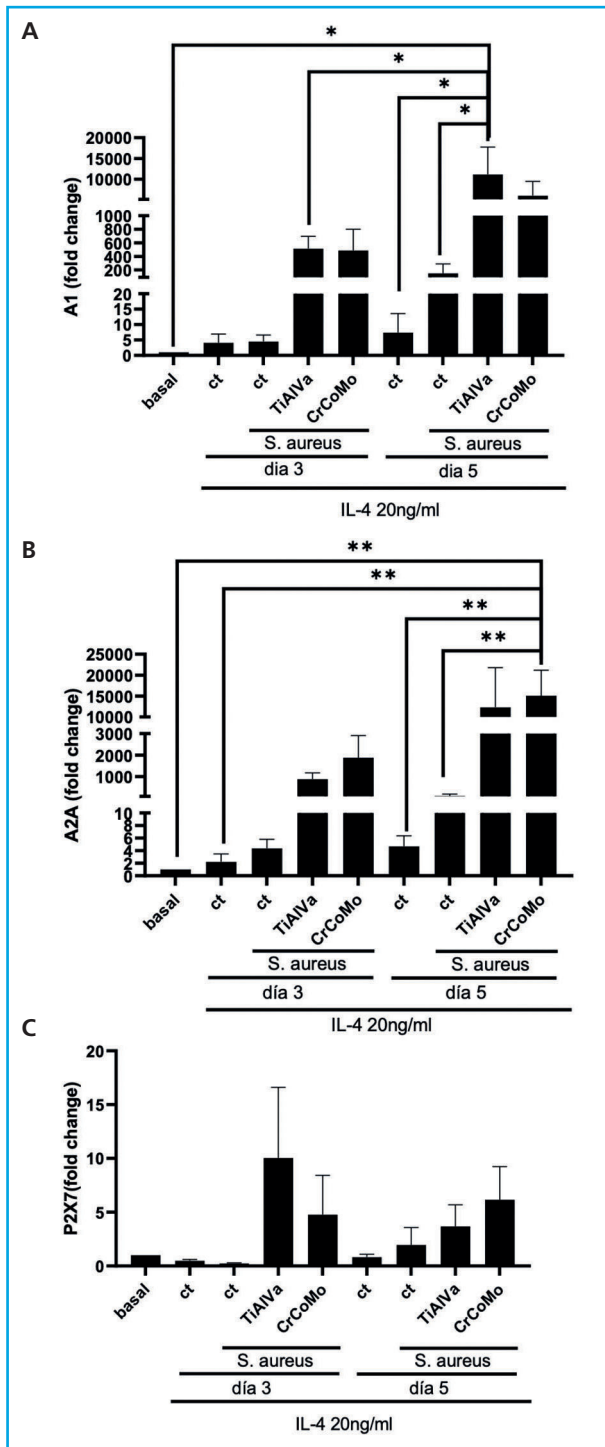 A
*
*
*
*
A1 (fold change)
20000
15000
10000
1000
800
600
400
200
20
15
10
5
0
basal ct ct TiAlVa CrCoMo ct ct TiAlVa CrCoMo
S. aureus S. aureus
dia 3 dia 5
IL-4 20ng/ml
B
**
**
**
**
A2A (fold change)
25000
20000
15000
10000
3000
2000
1000
10
8
6
4
2
0
basal ct ct TiAlVa CrCoMo ct ct TiAlVa CrCoMo
S. aureus S. aureus
día 3 día 5
IL-4 20ng/ml
C
P2X7(fold change)
20
15
10
5
0
basal ct ct TiAlVa CrCoMo ct ct TiAlVa CrCoMo
S. aureus S. aureus
día 3 día 5
IL-4 20ng/ml